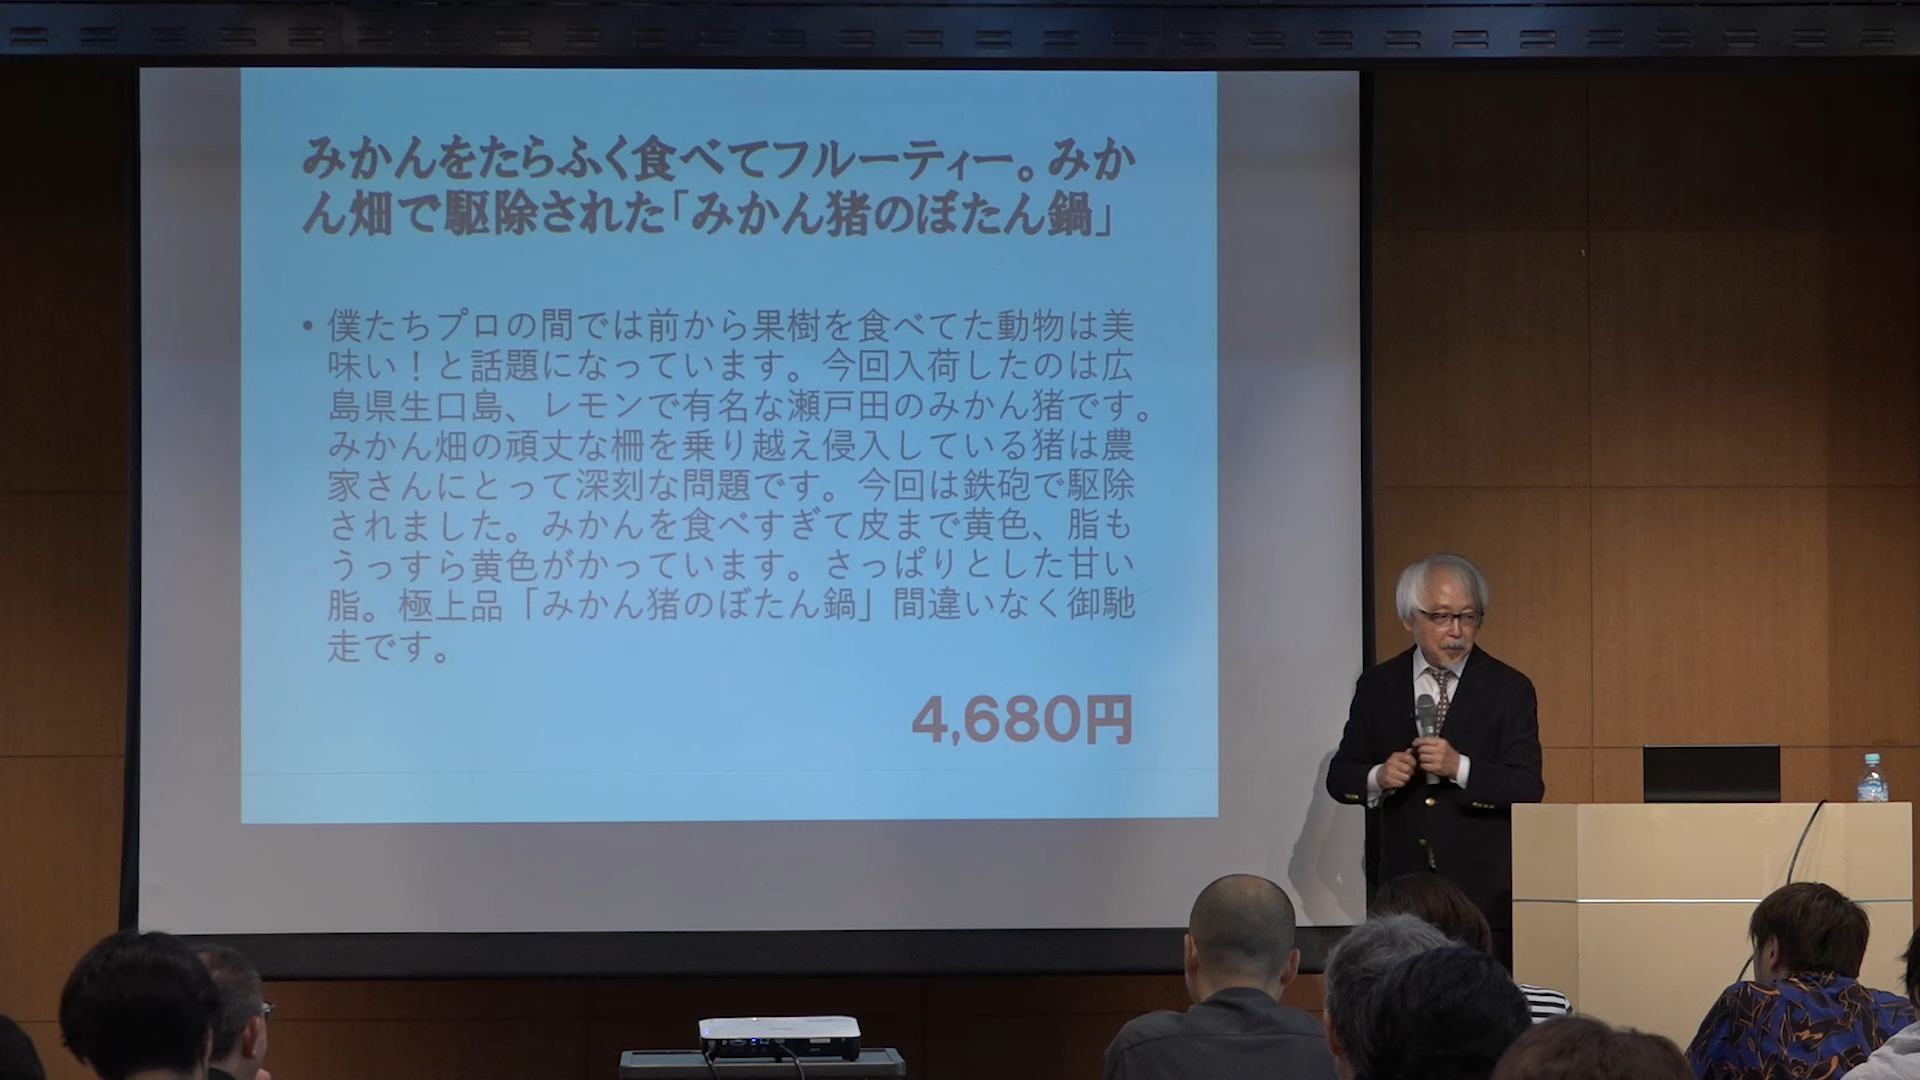 みかんをたらふく食べてフルーティー。みか
ん畑で駆除された「みかん猪のぼたん鍋」
• 僕たちプロの間では前から果樹を食べてた動物は美
味い！と話題になっています。今回入荷したのは広
島県生口島、レモンで有名な瀬戸田のみかん猪です。
みかん畑の頑丈な柵を乗り越え侵入している猪は農
家さんにとって深刻な問題です。今回は鉄砲で駆除
されました。みかんを食べすぎて皮まで黄色、脂も
うっすら黄色がかっています。さっぱりとした甘い
脂。極上品「みかん猪のぼたん鍋」間違いなく御馳
走です。
4,680円